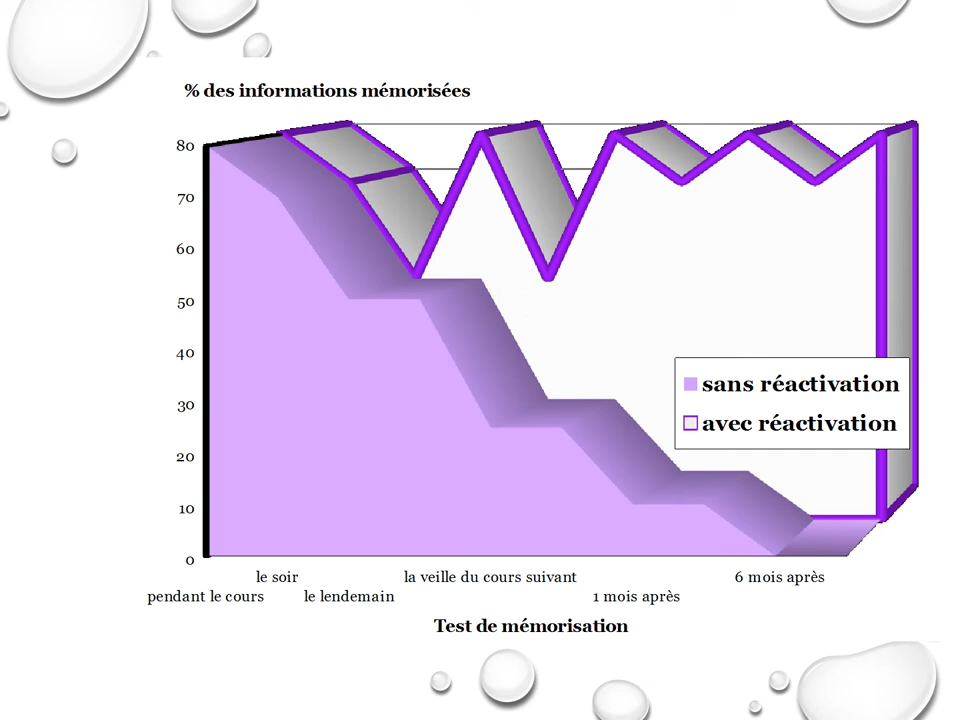 % des informations mémorisées
80
70
60
50
40
30
20
10
0
sans réactivation
avec réactivation
le soir
la veille du cours suivant
6 mois après
pendant le cours
le lendemain
1 mois après
Test de mémorisation